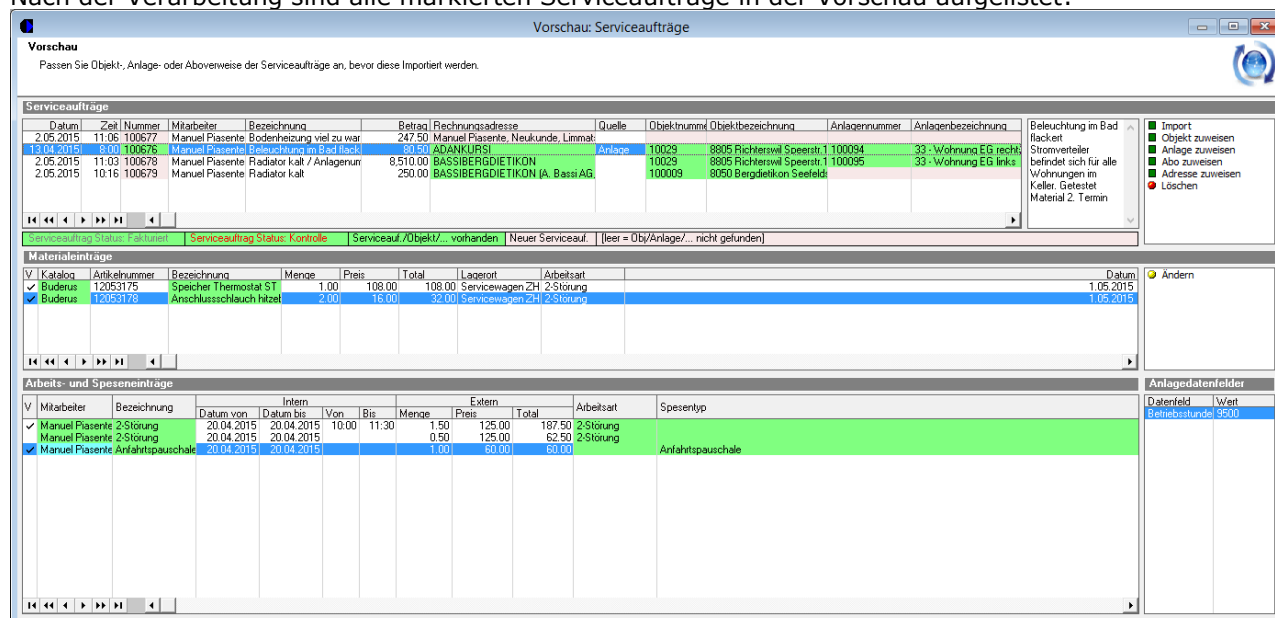 Nach der Verarbeitung sind alle markierten Serviceaufträge in der Vorschau aufgelistet.
Vorschau: Serviceaufträge
Vorschau
Passen Sie Objekt-, Anlage- oder Aboverweise der Serviceaufträge an, bevor diese Importiert werden.
Serviceaufträge
Datum Zeit Nummer Mitarbeiter Bezeichnung Betrag Rechnungsadresse Quelle Objektnumme Objektbezeichnung Anlagennummer Anlagenbezeichnung
2.05.2015 11:06 100677 Manuel Piasente Bodenheizung viel zu war 247.50 Manuel Piasente, Neukunde, Limmat
13.04.2015 8:00 100676 Manuel Piasente Beleuchtung im Bad flack 80.50 ADANKURSI Anlage 10029 8805 Richterswil Speerstr.1 100094 33 - Wohnung EG recht
2.05.2015 11:03 100678 Manuel Piasente Radiator kalt / Anlagenum 8,510.00 BASSIBERGDIETIKON 10029 8805 Richterswil Speerstr.1 100095 33 - Wohnung EG links
2.05.2015 10:16 100679 Manuel Piasente Radiator kalt 250.00 BASSIBERGDIETIKON (A. Bassi AG, 100009 8050 Bergdietikon Seefeld
Beleuchtung im Bad
flackert
Stromverteiler
befindet sich für alle
Wohnungen im
Keller. Getestet
Material 2. Termin
Import
Objekt zuweisen
Anlage zuweisen
Abo zuweisen
Adresse zuweisen
Löschen
Serviceauftrag Status: Fakturiert Serviceauftrag Status: Kontrolle Serviceauf./Objekt/... vorhanden Neuer Serviceauf. [leer = Obj/Anlage/... nicht gefunden]
Materialeinträge
V Katalog Artikelnummer Bezeichnung Menge Preis Total Lagerort Arbeitsart Datum
Buderus 12053175 Speicher Thermostat ST 1.00 108.00 108.00 Servicewagen ZH 2-Störung 1.05.2015
Buderus 12053178 Anschlussschlauch hitzel 2.00 16.00 32.00 Servicewagen ZH 2-Störung 1.05.2015
Ändern
Arbeits- und Speseneinträge
Intern Extern
V Mitarbeiter Bezeichnung Datum von Datum bis Von Bis Menge Preis Total Arbeitsart Spesentyp
Manuel Piasente 2-Störung 20.04.2015 20.04.2015 10:00 11:30 1.50 125.00 187.50 2-Störung
Manuel Piasente 2-Störung 20.04.2015 20.04.2015 0.50 125.00 62.50 2-Störung
Manuel Piasente Anfahrtspauschale 20.04.2015 20.04.2015 1.00 60.00 60.00 Anfahrtspauschale
Anlagedatenfelder
Datenfeld Wert
Betriebsstunde 9500